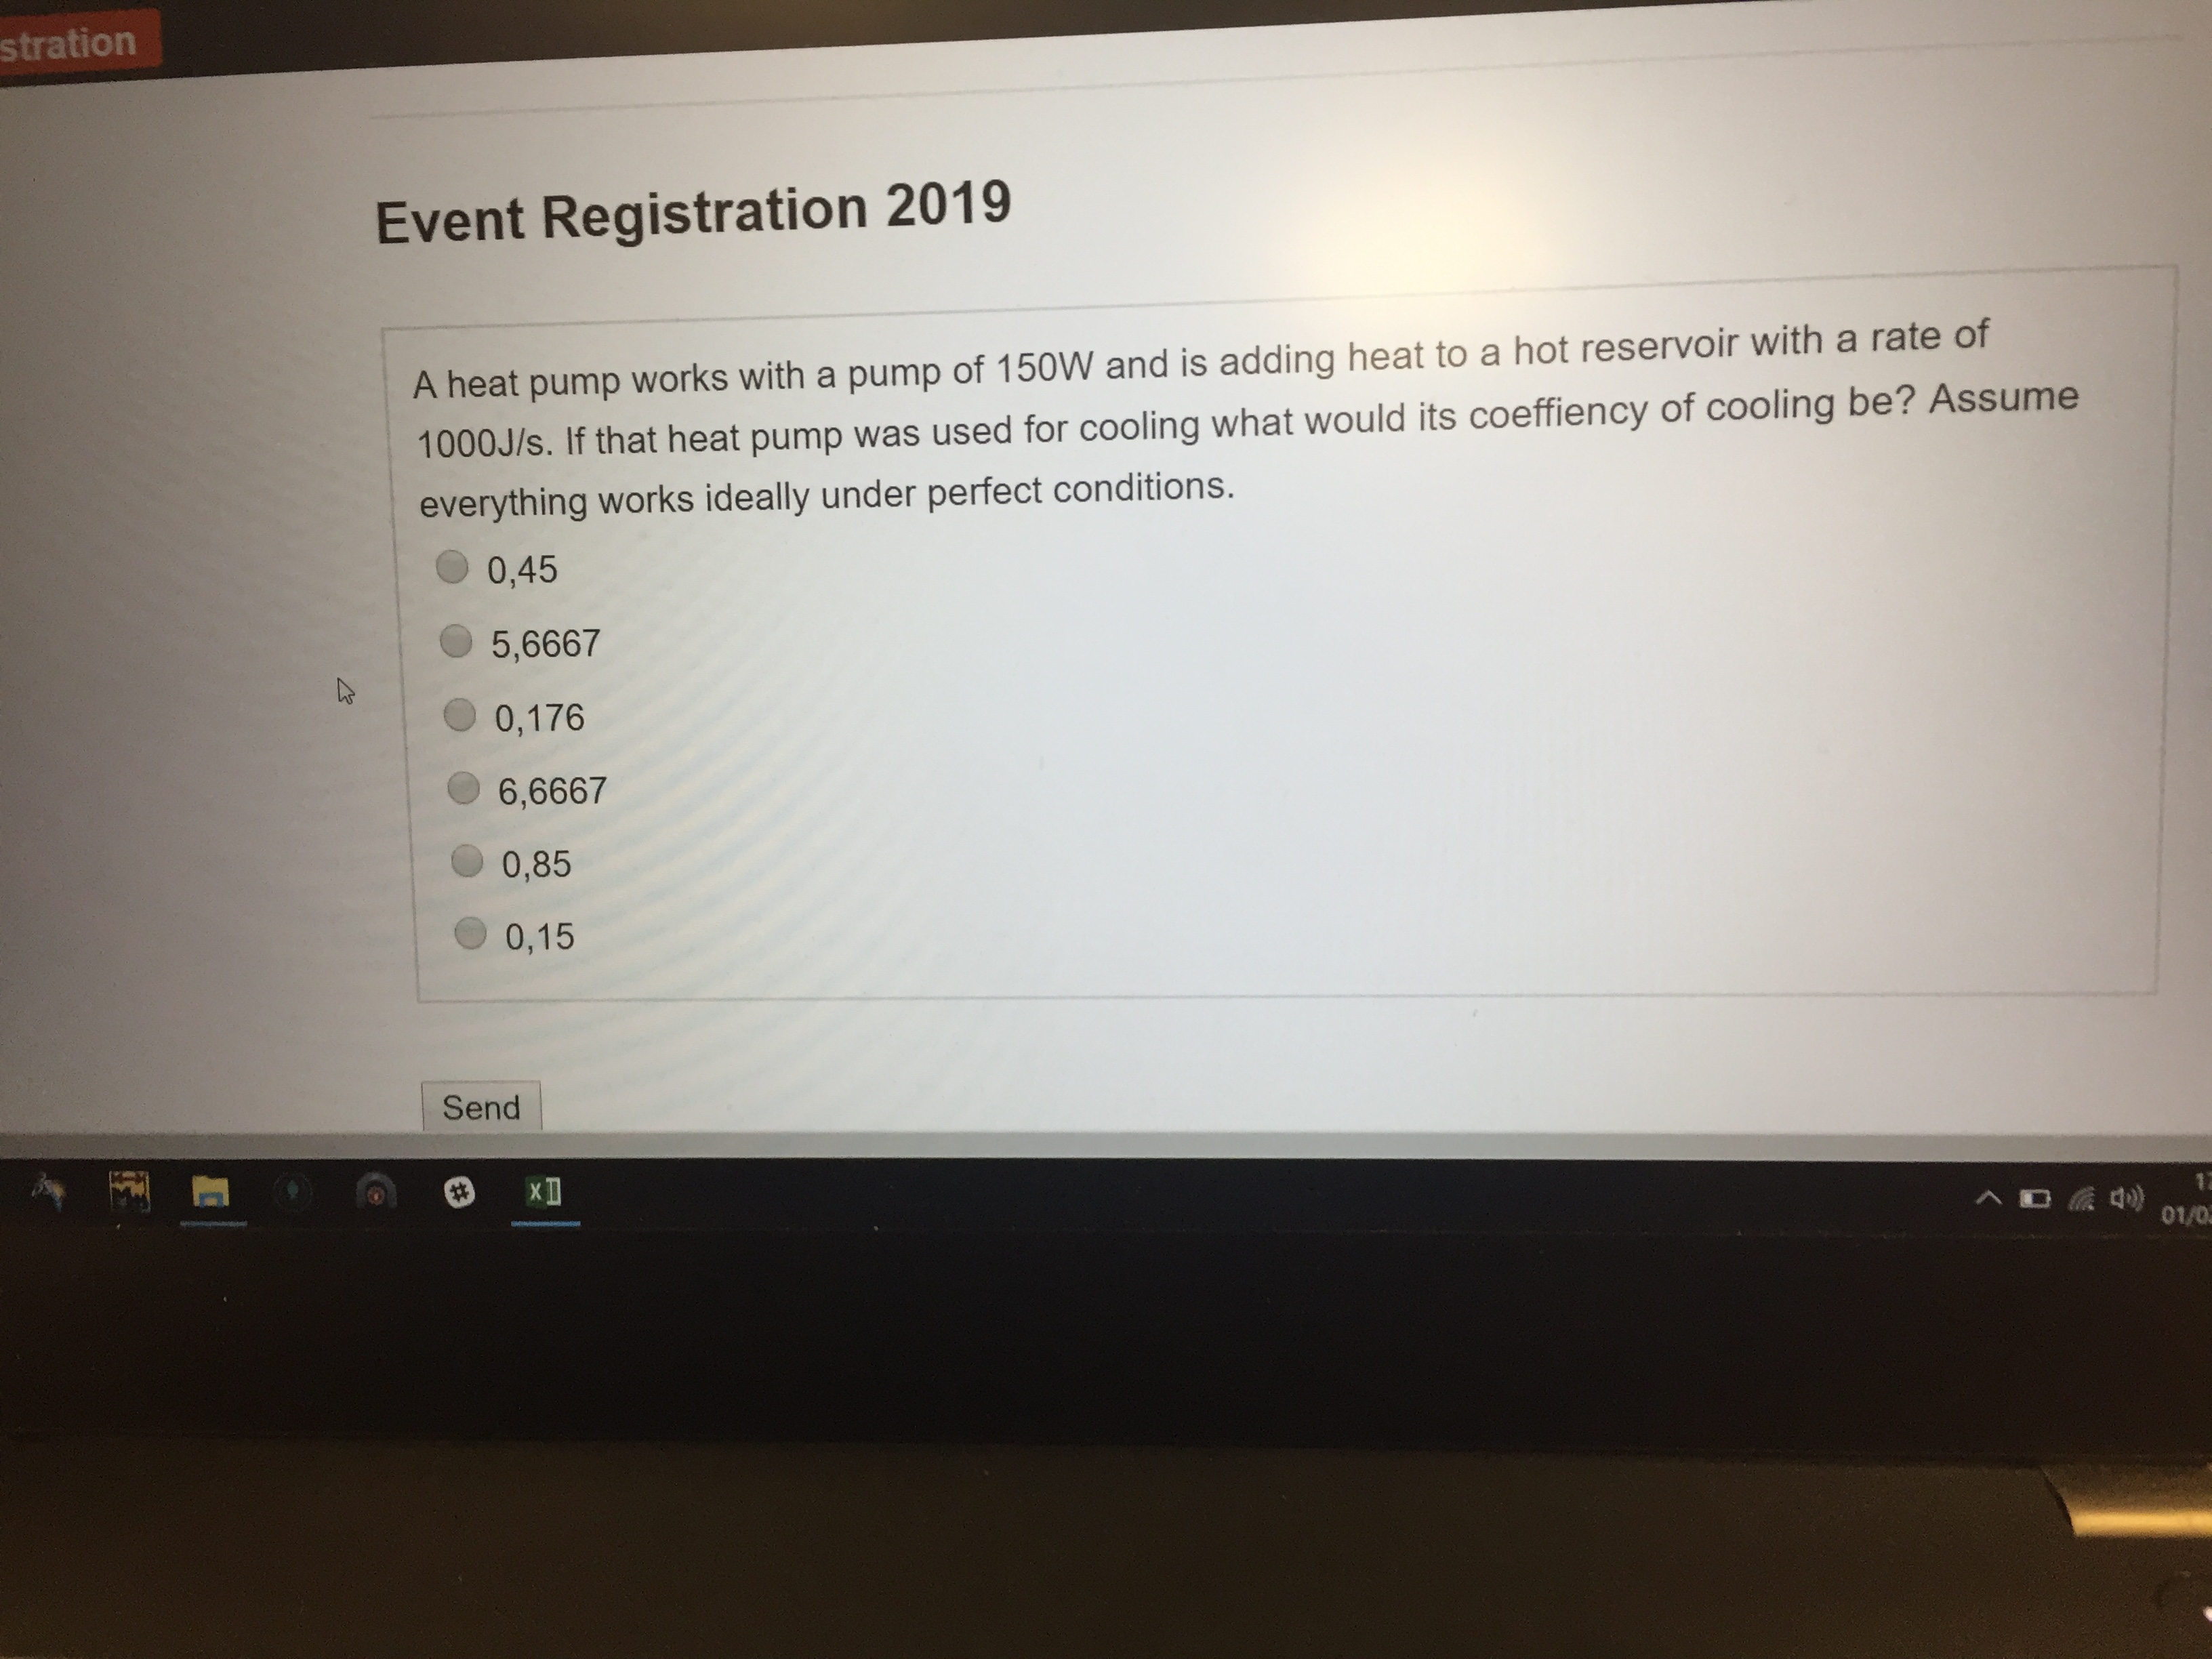 stration
Event Registration 2019
A heat pump works with a pump of 150W and is adding heat to a hot reservoir with a rate of
1000J/s. If that heat pump was used for cooling what would its coeffiency of cooling be? Assume
everything works ideally under perfect conditions.
0,45
5,6667
0,176
6,6667
0,85
0,15
Send